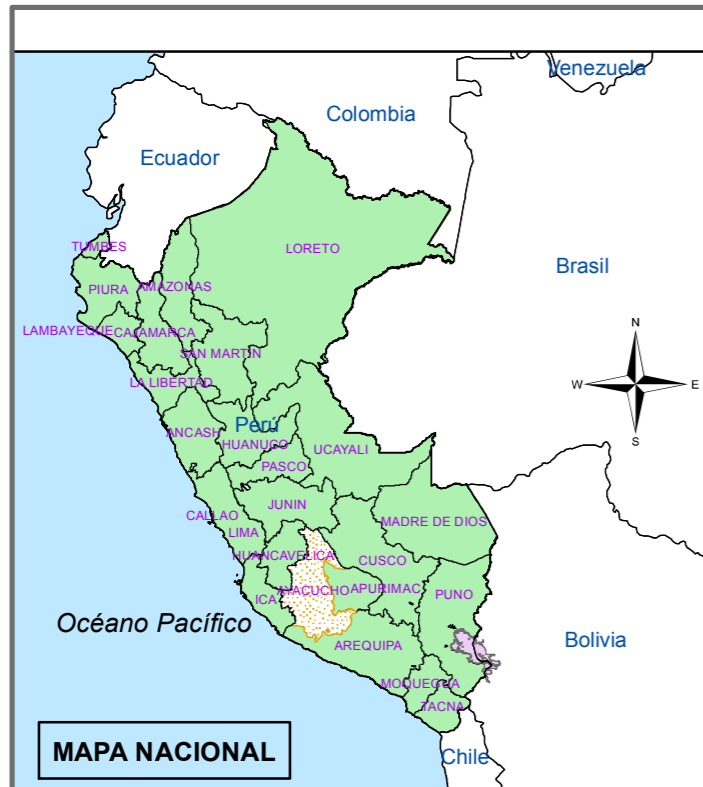 Venezuela
Colombia
Ecuador
TUMBES
LORETO
Brasil
PIURA
AMAZONAS
LAMBAYEQUE
CAJAMARCA
N
SAN MARTIN
W
E
LA LIBERTAD
S
Perú
ANCASH
HUANUCO
UCAYALI
PASCO
JUNIN
CALLAO
MADRE DE DIOS
LIMA
HUANCAVELICA
CUSCO
AYACUCHO
APURIMAC
PUNO
ICA
Océano Pacífico
AREQUIPA
Bolivia
MOQUEGUA
TACNA
MAPA NACIONAL
Chile